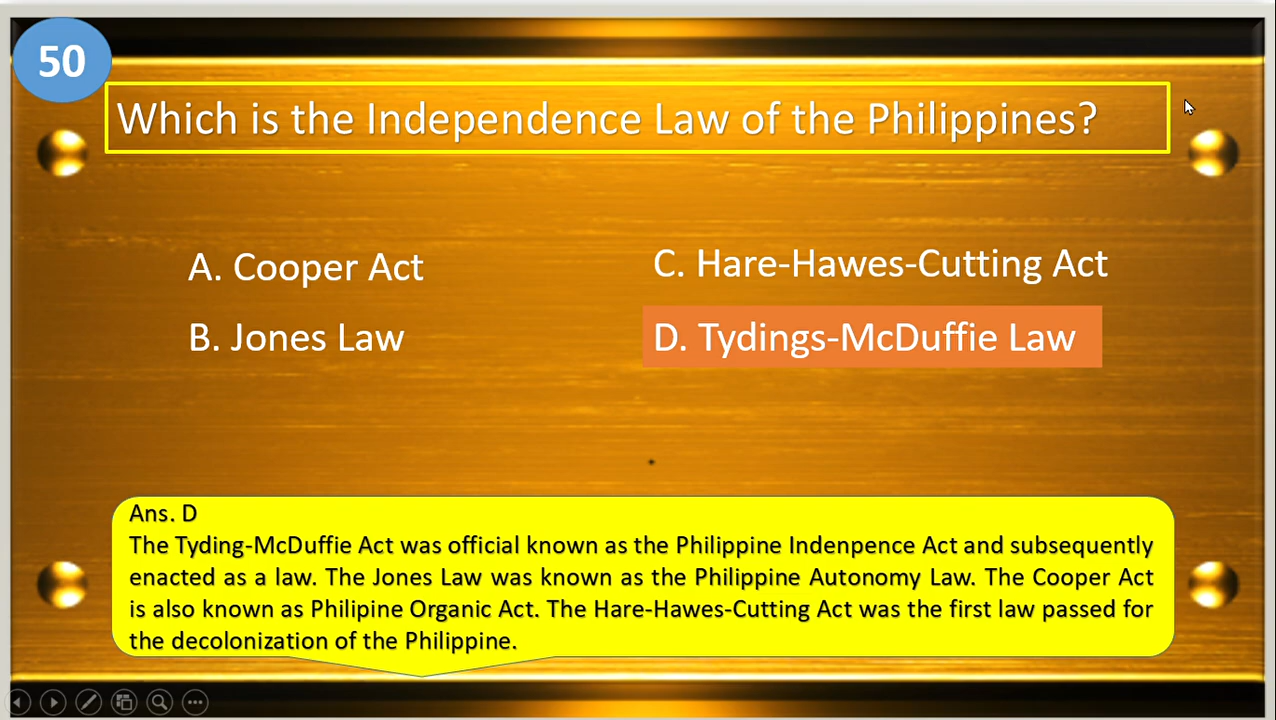 50
Which is the Independence Law of the Philippines?
A. Cooper Act
C. Hare-Hawes-Cutting Act
B. Jones Law
D. Tydings-McDuffie Law
Ans. D
The Tyding-McDuffie Act was official known as the Philippine Indenpence Act and subsequently
enacted as a law. The Jones Law was known as the Philippine Autonomy Law. The Cooper Act
is also known as Philipine Organic Act. The Hare-Hawes-Cutting Act was the first law passed for
the decolonization of the Philippine.